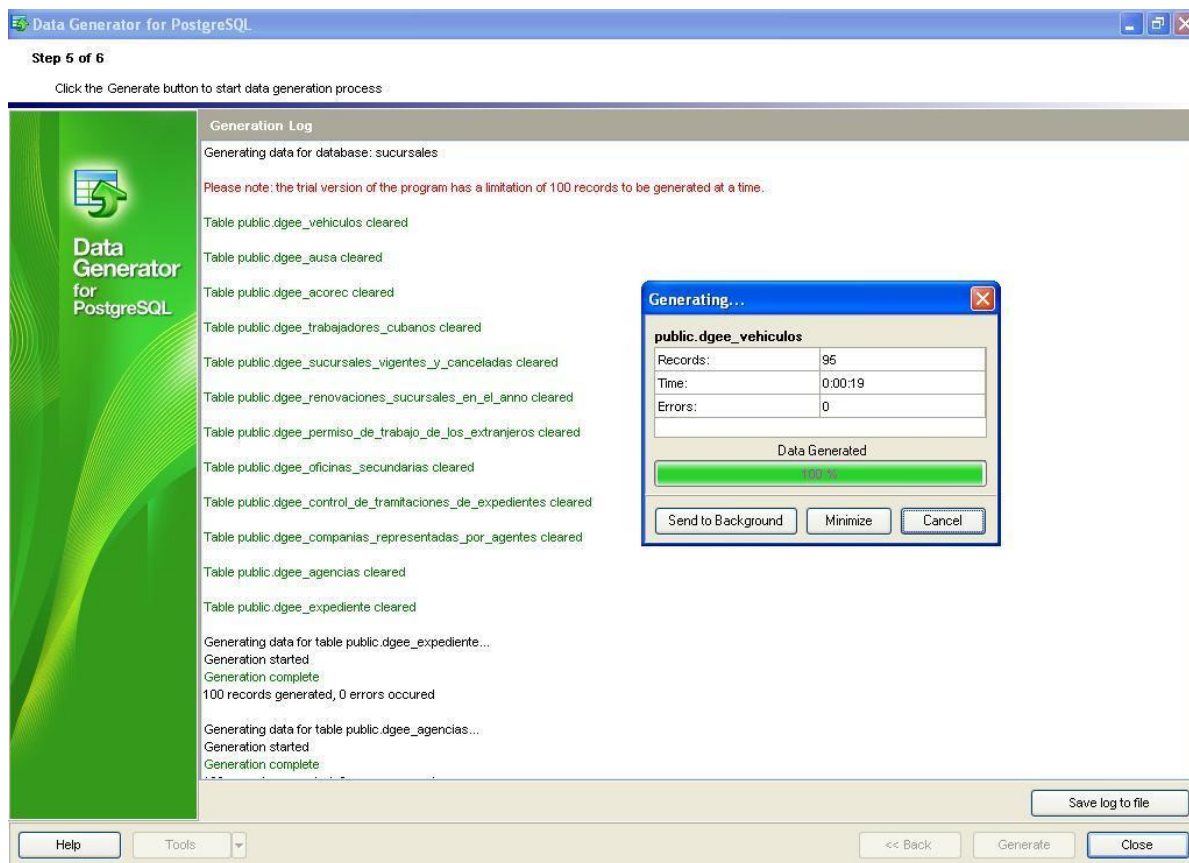 Data Generator for PostgreSQL
Step 5 of 6
Click the Generate button to start data generation process
Data
Generator
for
PostgreSQL
Generation Log
Generating data for database: sucursales
Please note: the trial version of the program has a limitation of 100 records to be generated at a time.
Table public.dgee_vehiculos cleared
Table public.dgee_ausa cleared
Table public.dgee_acorec cleared
Table public.dgee_trabajadores_cubanos cleared
Table public.dgee_sucursales_vigentes_y_canceladas cleared
Table public.dgee_renovaciones_sucursales_en_el_anno cleared
Table public.dgee_permiso_de_trabajo_de_los_extranjeros cleared
Table public.dgee_oficinas_secundarias cleared
Table public.dgee_control_de_tramitaciones_de_expedientes cleared
Table public.dgee_companias_representadas_por_agentes cleared
Table public.dgee_agencias cleared
Table public.dgee_expediente cleared
Generating data for table public.dgee_expediente...
Generation started
Generation complete
100 records generated, 0 errors occured
Generating data for table public.dgee_agencias...
Generation started
Generation complete
Generating...
public.dgee_vehiculos
Records: 95
Time: 0:00:19
Errors: 0
Data Generated
100 %
Send to Background Minimize Cancel
Save log to file
Help Tools << Back Generate Close